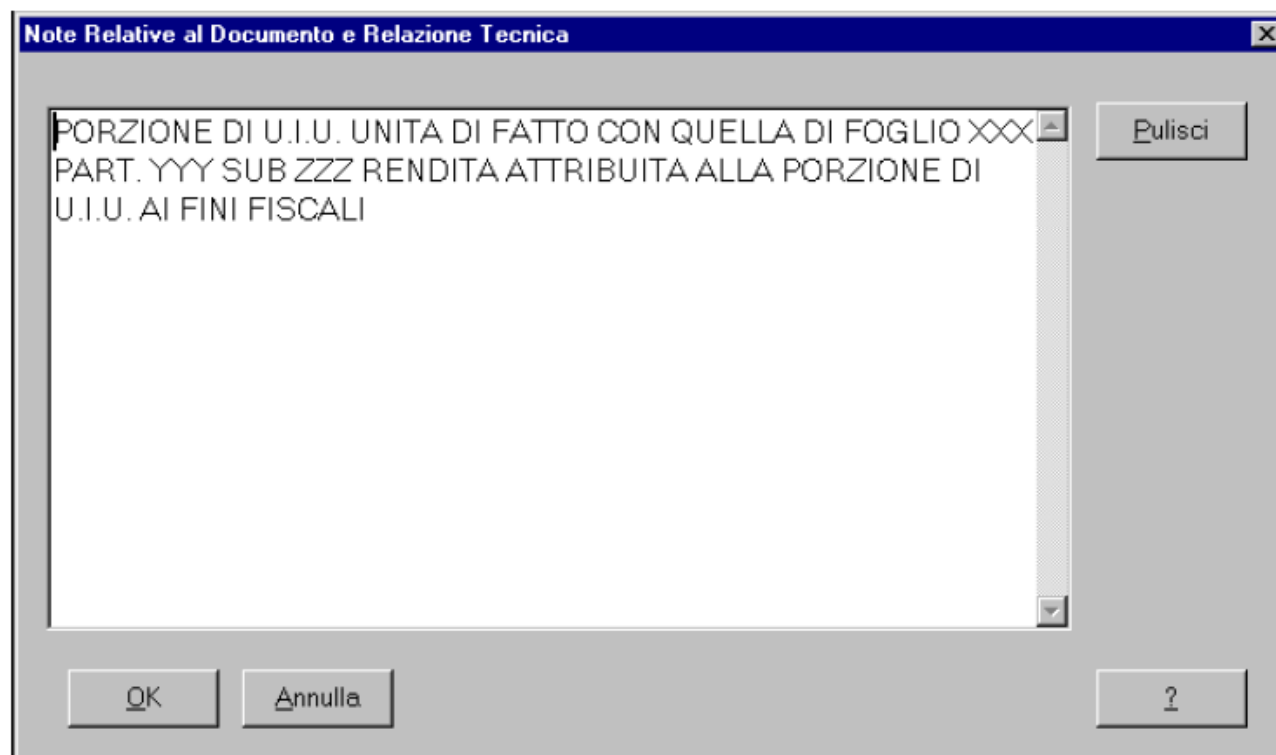 Note Relative al Documento e Relazione Tecnica
PORZIONE DI U.I.U. UNITA DI FATTO CON QUELLA DI FOGLIO XXX
PART. YYY SUB ZZZ RENDITA ATTRIBUITA ALLA PORZIONE DI
U.I.U. AI FINI FISCALI
Pulisci
OK
Annulla
?